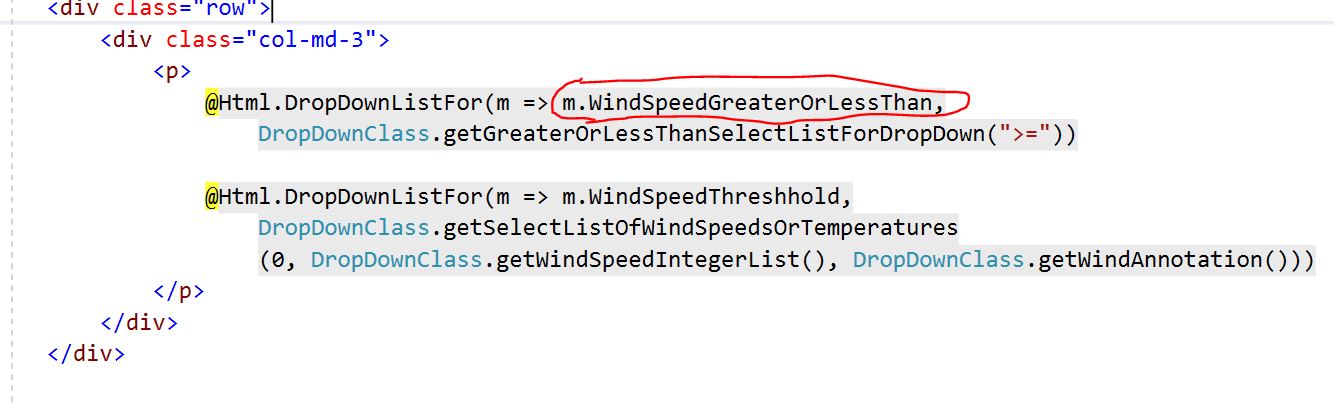 <div class="row">
<div class="col-md-3">
<p>
@Html.DropDownListFor(m => m.WindSpeedGreaterOrLessThan,
DropDownClass.getGreaterOrLessThanSelectListForDropDown(">="))
@Html.DropDownListFor(m => m.WindSpeedThreshhold,
DropDownClass.getSelectListOfWindSpeedsOrTemperatures
(0, DropDownClass.getWindSpeedIntegerList(), DropDownClass.getWindAnnotation()))
</p>
</div>
</div>